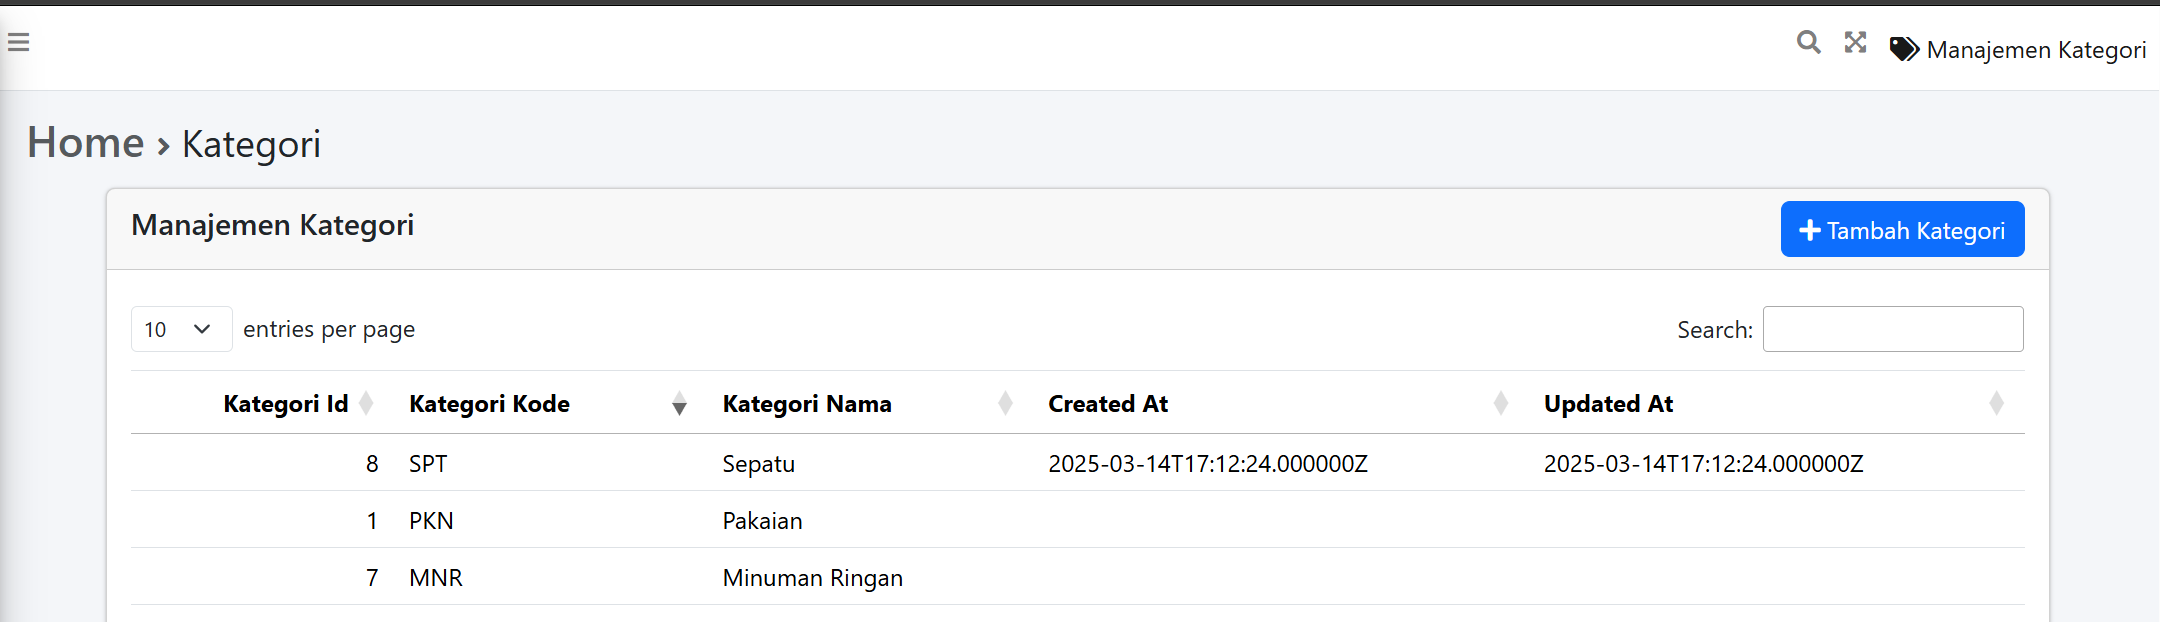 Manajemen Kategori
Home › Kategori
Manajemen Kategori
Tambah Kategori
10 entries per page
Search:
Kategori Id Kategori Kode Kategori Nama Created At Updated At
8 SPT Sepatu 2025-03-14T17:12:24.000000Z 2025-03-14T17:12:24.000000Z
1 PKN Pakaian
7 MNR Minuman Ringan